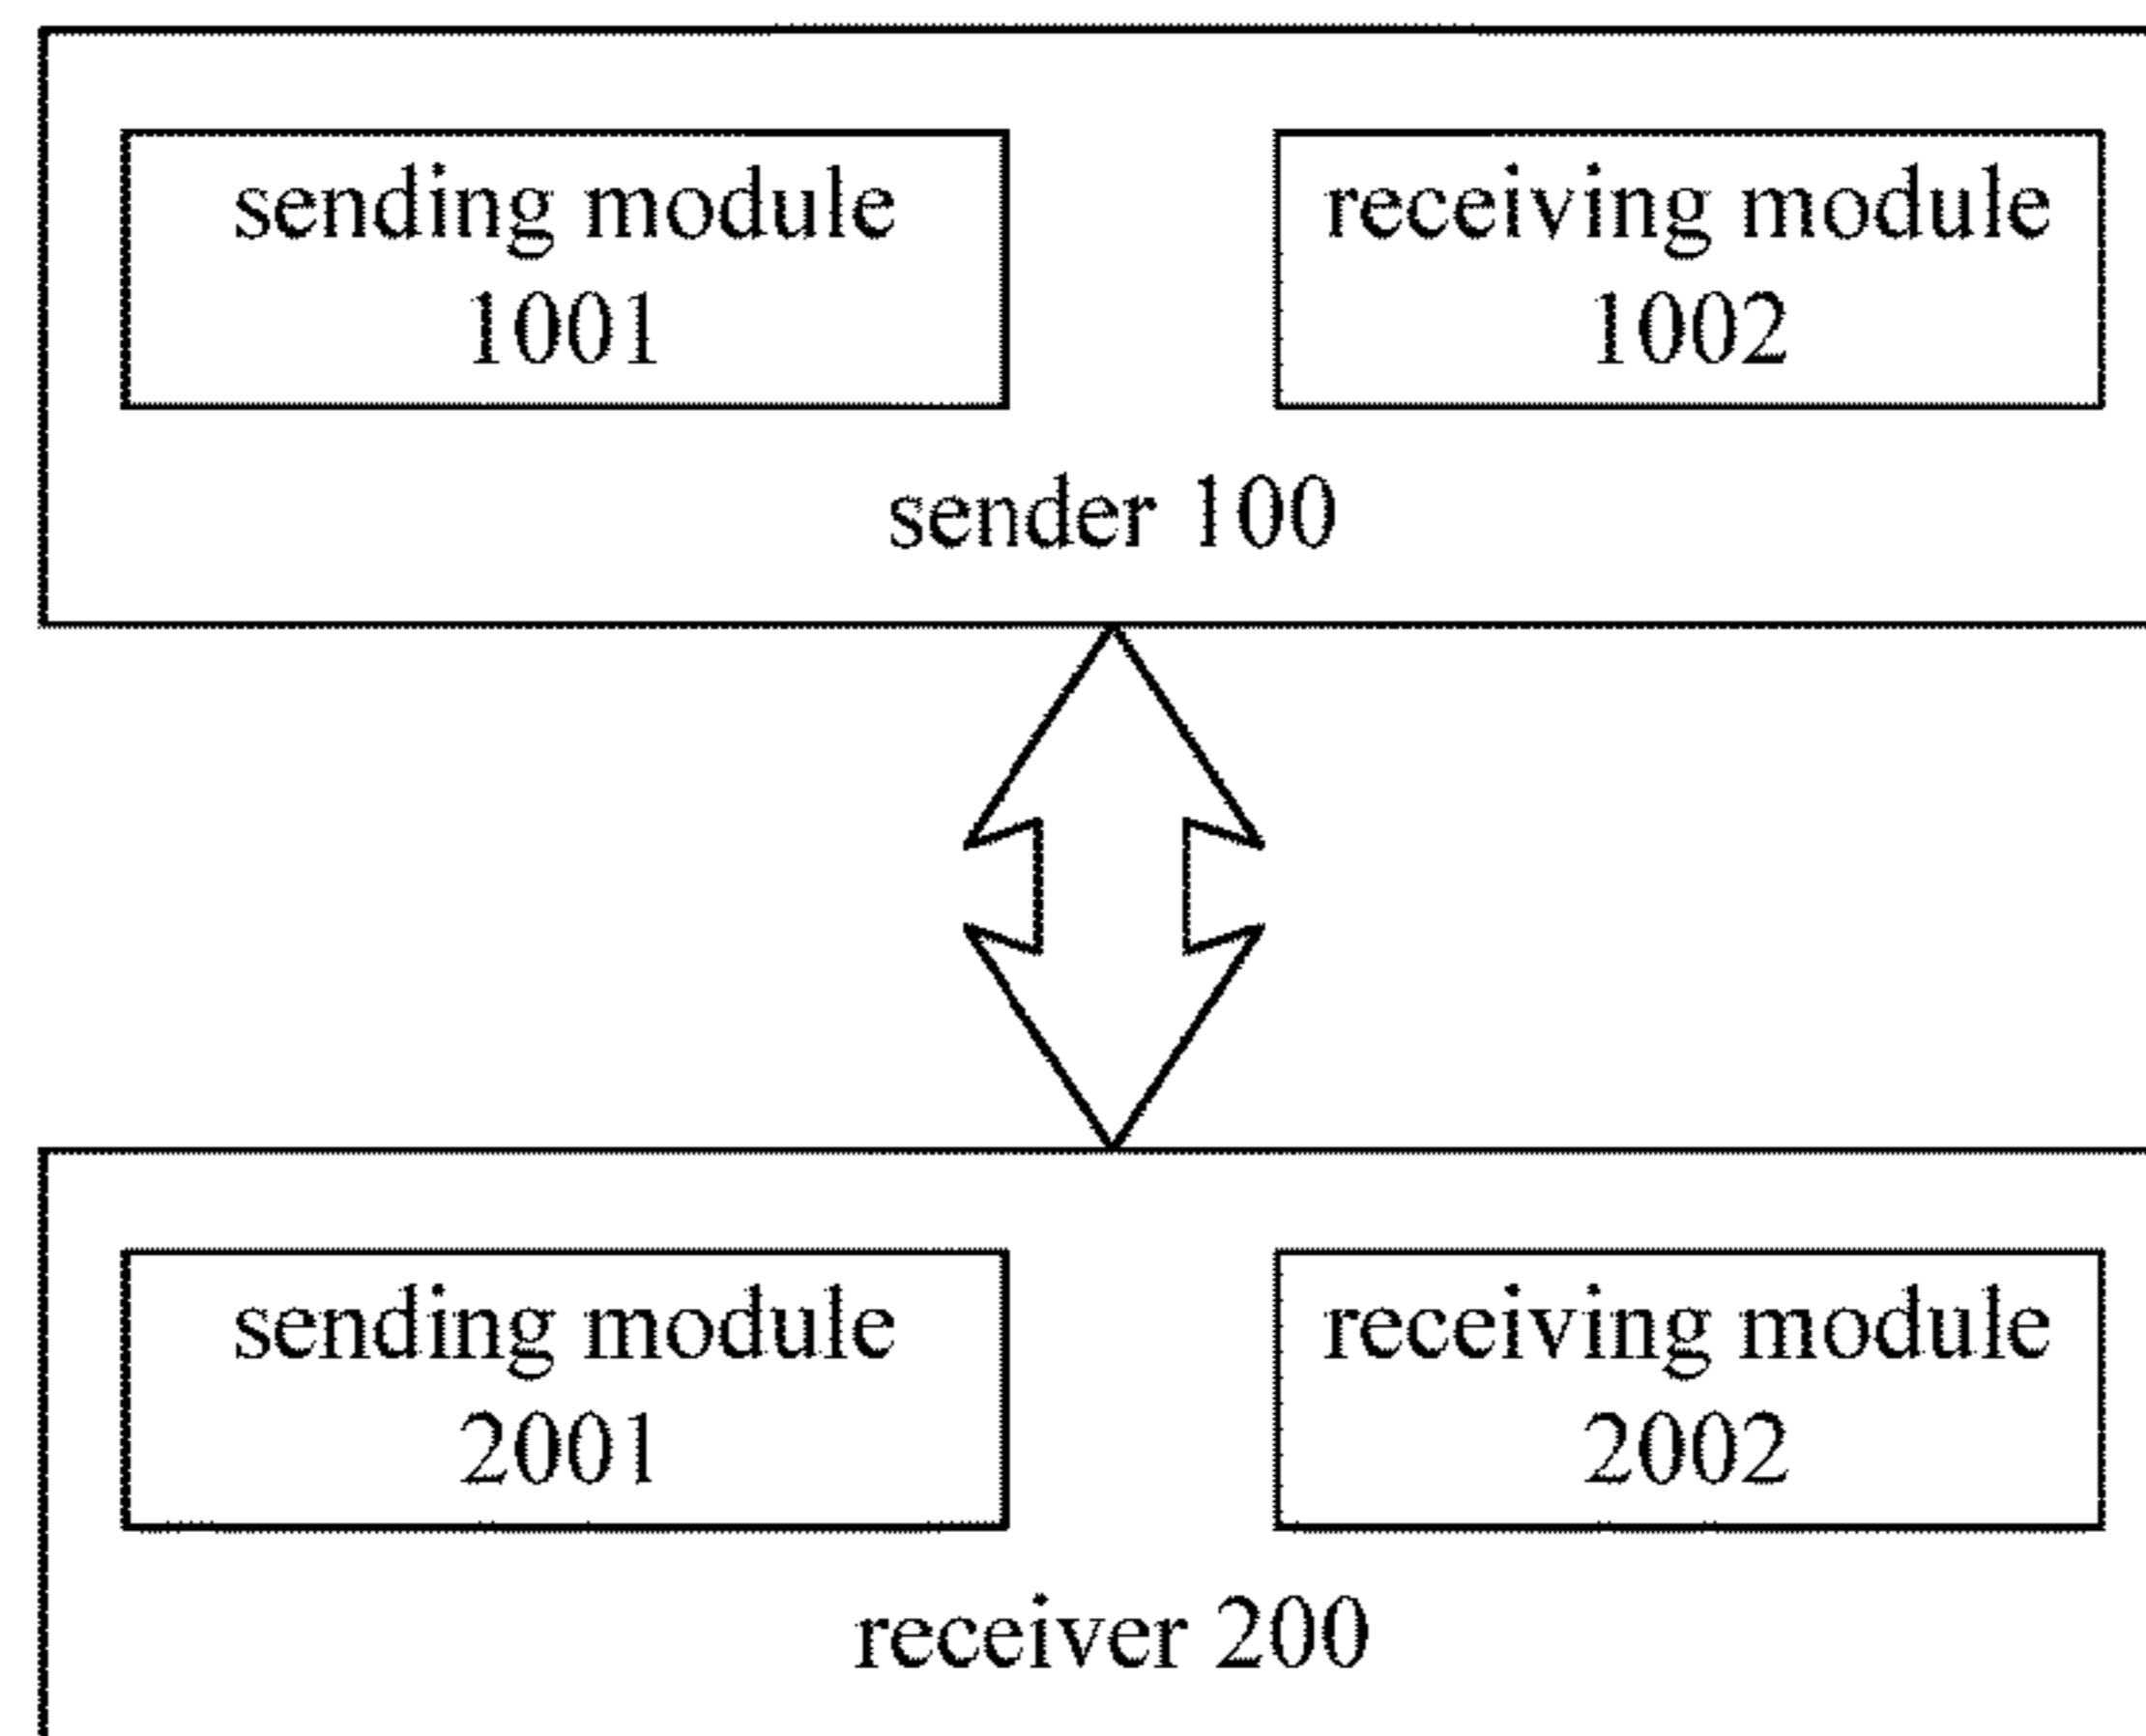 sending module
1001
receiving module
1002
sender 100
sending module
2001
receiving module
2002
receiver 200